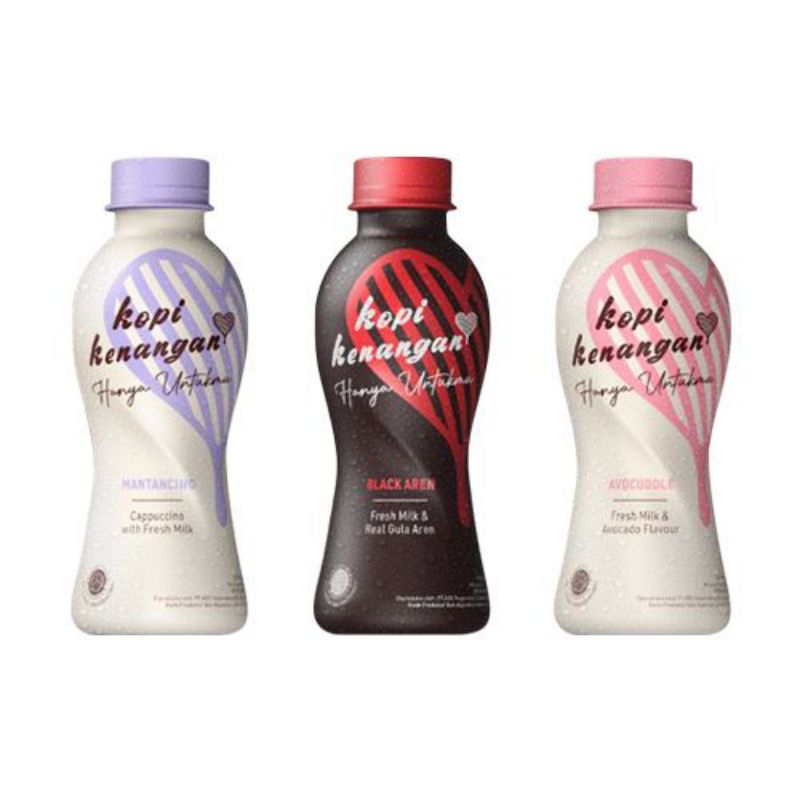 kopi
kenangan
Hanya Untukmu
MANTANCINO
Cappuccino
with Fresh Milk
kopi
kenangan
Hanya Untukmu
BLACK AREN
Fresh Milk &
Real Gula Aren
kopi
kenangan
Hanya Untukmu
AVOCUDDLE
Fresh Milk &
Avocado Flavour